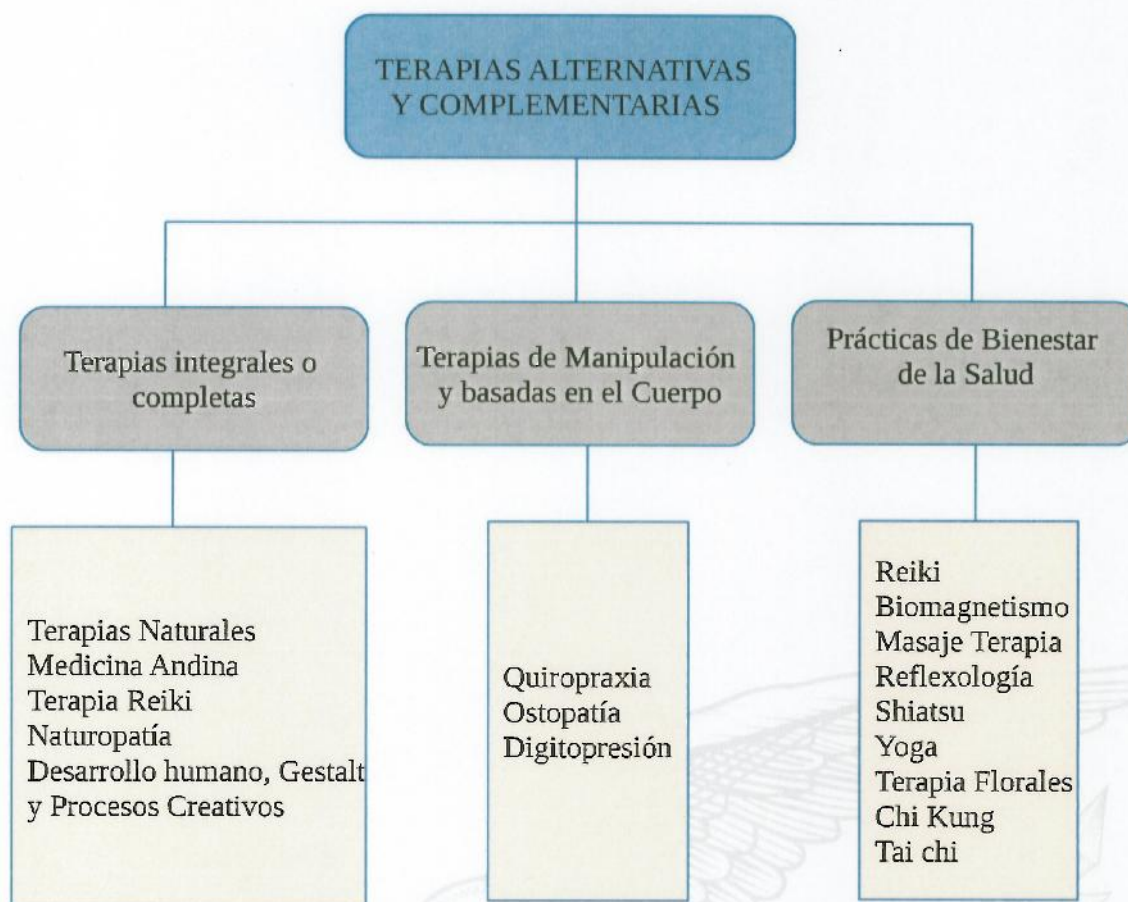 TERAPIAS ALTERNATIVAS
Y COMPLEMENTARIAS
Terapias integrales o
completas
Terapias de Manipulación
y basadas en el Cuerpo
Prácticas de Bienestar
de la Salud
Terapias Naturales
Medicina Andina
Terapia Reiki
Naturopatía
Desarrollo humano, Gestalt
y Procesos Creativos
Quiropraxia
Ostopatía
Digitopresión
Reiki
Biomagnetismo
Masaje Terapia
Reflexología
Shiatsu
Yoga
Terapia Florales
Chi Kung
Tai chi